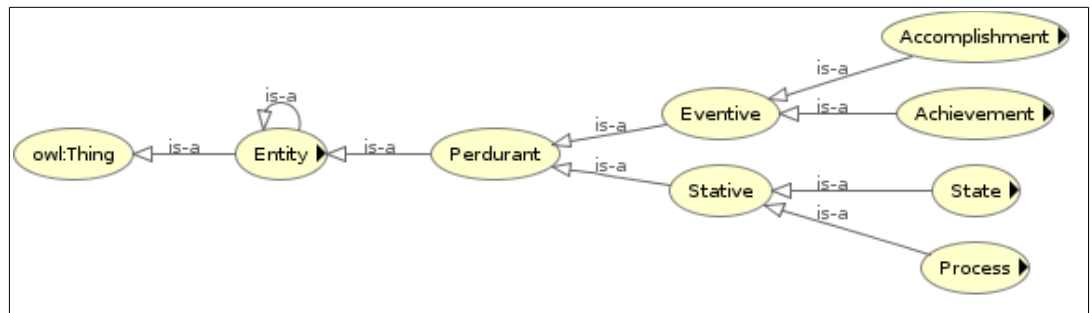 Accomplishment
is-a
is-a
Eventive
is-a
Achievement
is-a
owl:Thing
is-a
Entity
is-a
Perdurant
is-a
Stative
is-a
State
is-a
Process